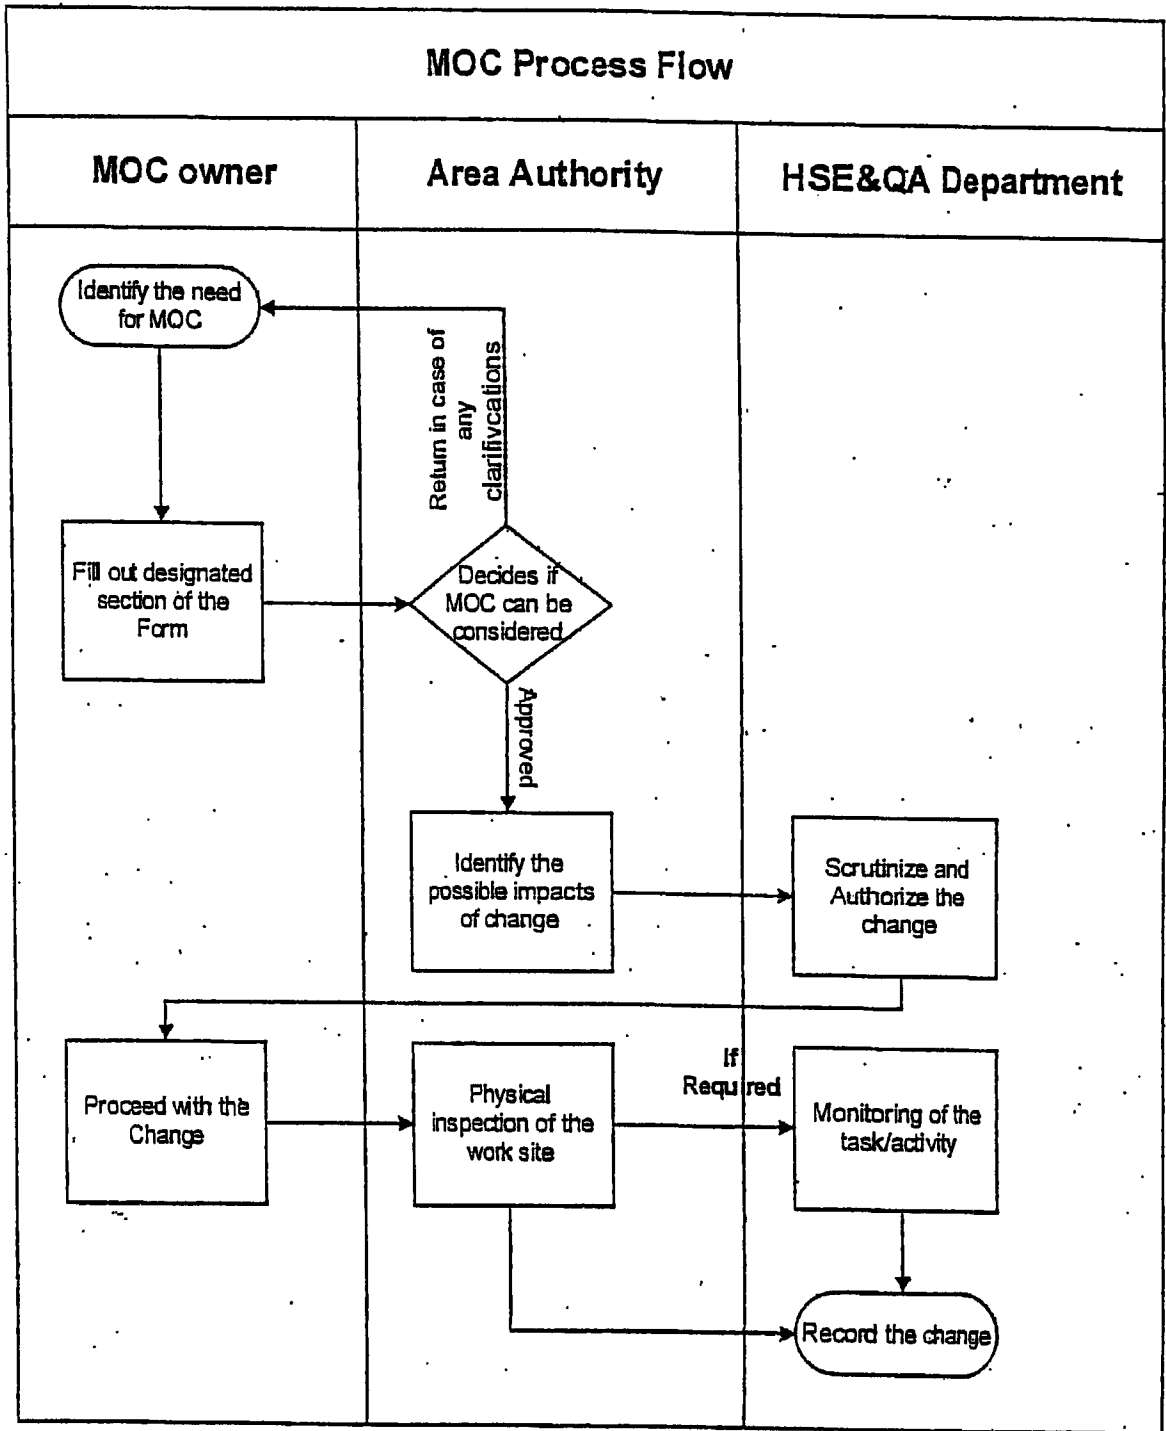 MOC Process Flow
MOC owner
Area Authority
HSE&QA Department
Identify the need
for MOC
Return in case of
any
clarifivcations
Fill out designated
section of the
Form
Decides if
MOC can be
considered
Approved
Identify the
possible impacts
of change
Scrutinize and
Authorize the
change
Proceed with the
Change
Physical
inspection of the
work site
If
Required
Monitoring of the
task/activity
Record the change